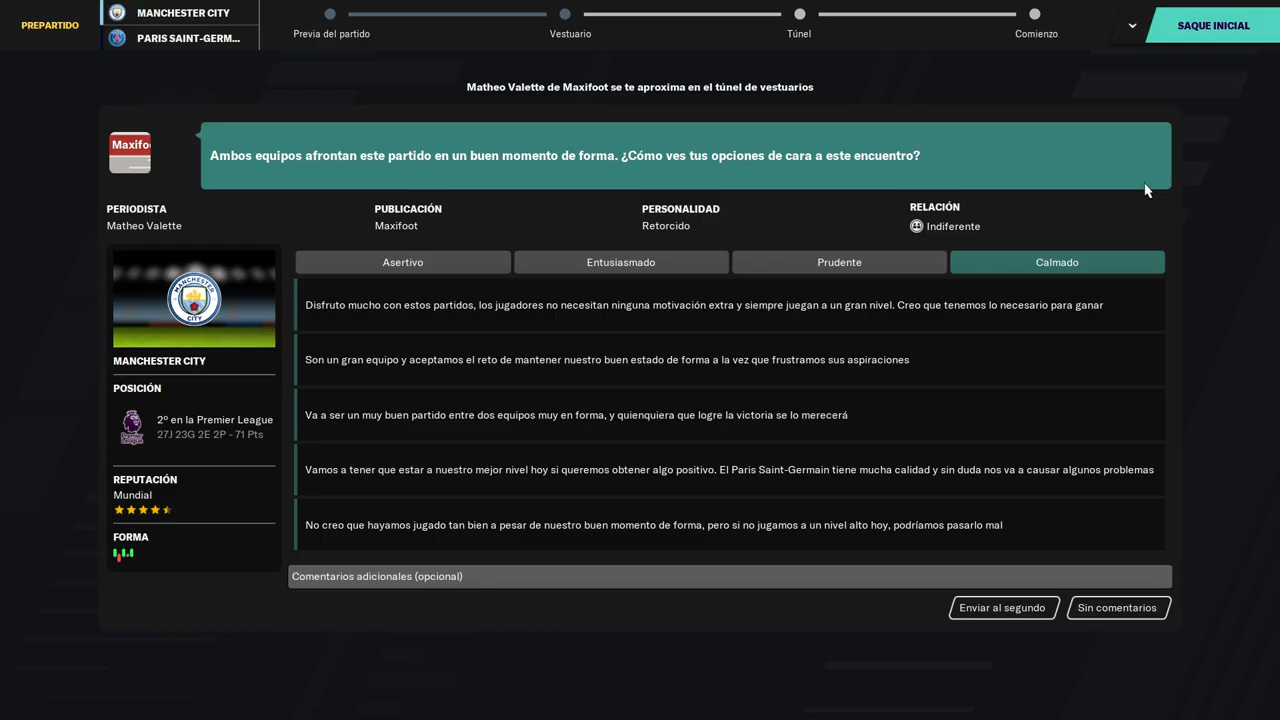 PREPARTIDO
MANCHESTER CITY
PARIS SAINT-GERM...
Previa del partido
Vestuario
Túnel
Comienzo
SAQUE INICIAL
Matheo Valette de Maxifoot se te aproxima en el túnel de vestuarios
Maxifo
Ambos equipos afrontan este partido en un buen momento de forma. ¿Cómo ves tus opciones de cara a este encuentro?
PERIODISTA
Matheo Valette
PUBLICACIÓN
Maxifoot
PERSONALIDAD
Retorcido
RELACIÓN
Indiferente
MANCHESTER
CITY
MANCHESTER CITY
POSICIÓN
Premier League
2º en la Premier League
27J 23G 2E 2P - 71 Pts
REPUTACIÓN
Mundial
FORMA
Asertivo
Entusiasmado
Prudente
Calmado
Disfruto mucho con estos partidos, los jugadores no necesitan ninguna motivación extra y siempre juegan a un gran nivel. Creo que tenemos lo necesario para ganar
Son un gran equipo y aceptamos el reto de mantener nuestro buen estado de forma a la vez que frustramos sus aspiraciones
Va a ser un muy buen partido entre dos equipos muy en forma, y quienquiera que logre la victoria se lo merecerá
Vamos a tener que estar a nuestro mejor nivel hoy si queremos obtener algo positivo. El Paris Saint-Germain tiene mucha calidad y sin duda nos va a causar algunos problemas
No creo que hayamos jugado tan bien a pesar de nuestro buen momento de forma, pero si no jugamos a un nivel alto hoy, podríamos pasarlo mal
Comentarios adicionales (opcional)
Enviar al segundo
Sin comentarios